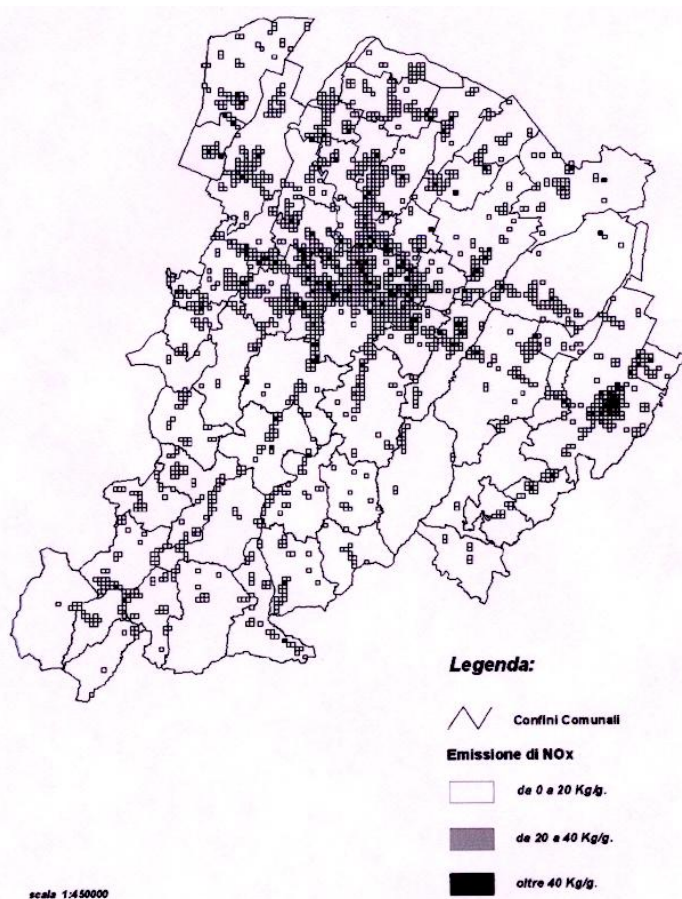 Legenda:
Confini Comunali
Emissione di NOx
da 0 a 20 Kg/g.
da 20 a 40 Kg/g.
oltre 40 Kg/g.
scala 1:450000